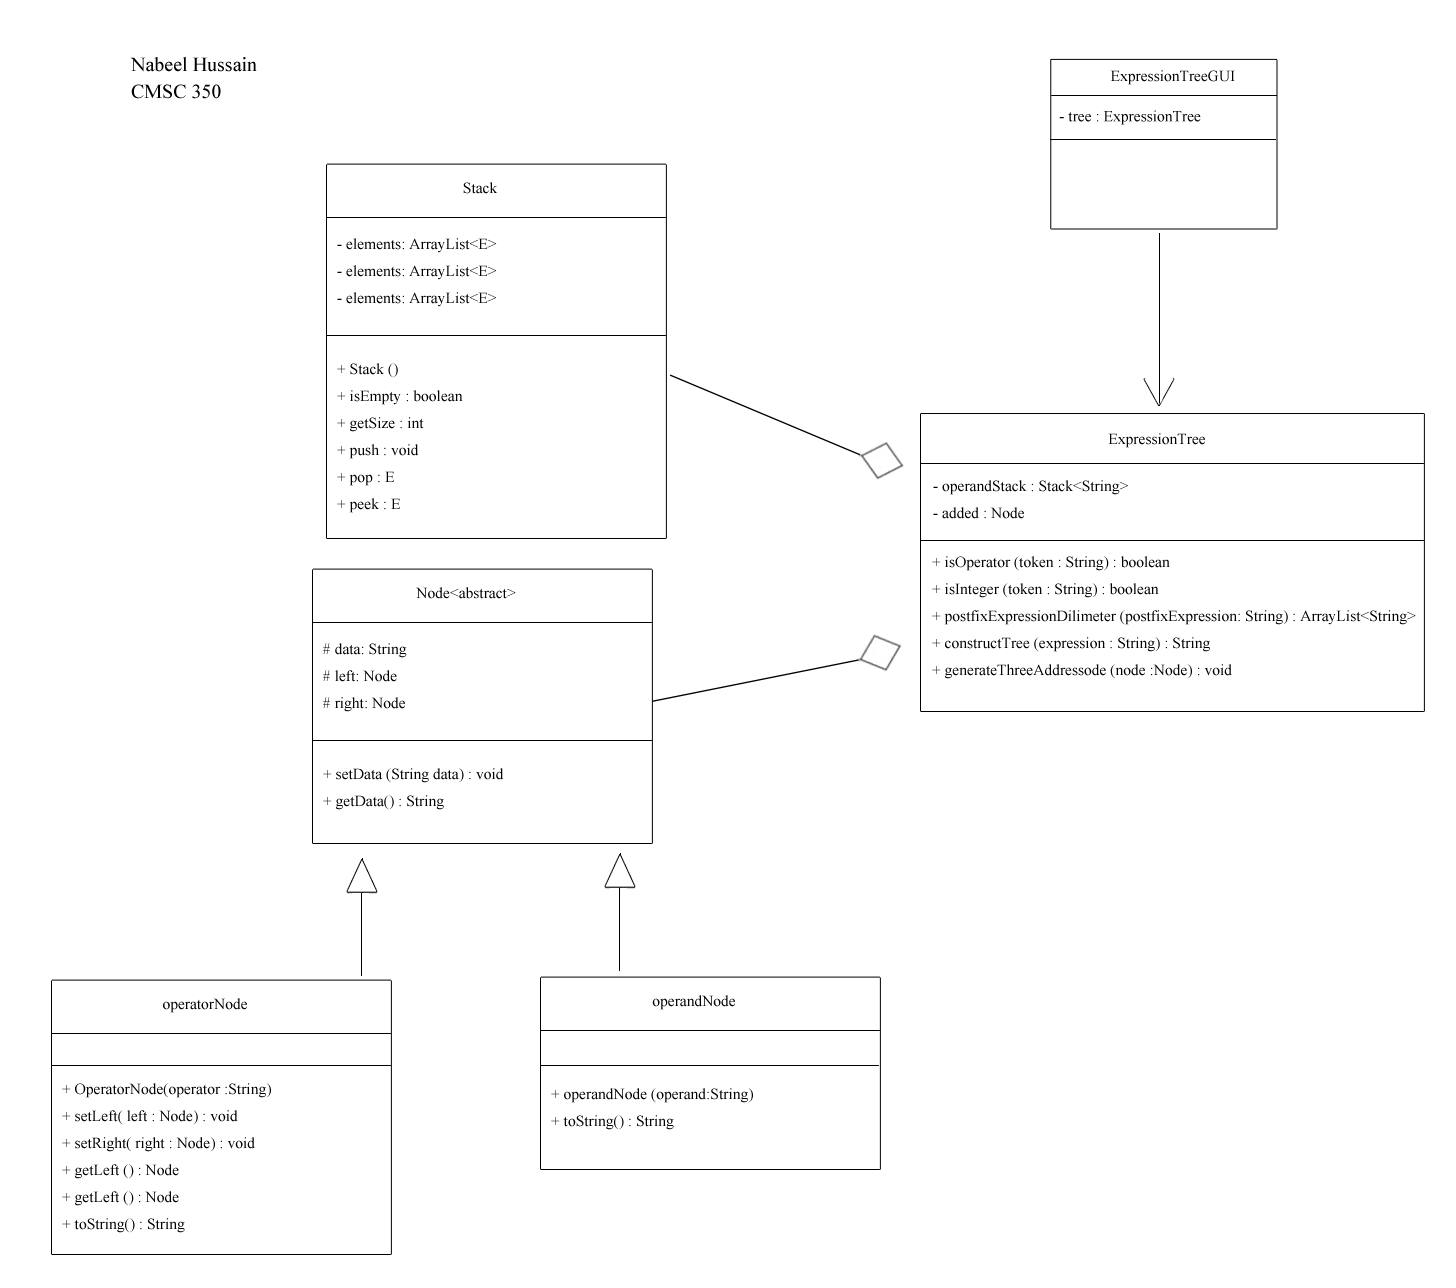 Nabeel Hussain
CMSC 350
ExpressionTreeGUI
- tree : ExpressionTree
Stack
- elements: ArrayList<E>
- elements: ArrayList<E>
- elements: ArrayList<E>
+ Stack ()
+ isEmpty : boolean
+ getSize : int
+ push : void
+ pop : E
+ peek : E
ExpressionTree
- operandStack : Stack<String>
- added : Node
+ isOperator (token : String) : boolean
+ isInteger (token : String) : boolean
+ postfixExpressionDilimeter (postfixExpression: String) : ArrayList<String>
+ constructTree (expression : String) : String
+ generateThreeAddressode (node :Node) : void
Node<abstract>
# data: String
# left: Node
# right: Node
+ setData (String data) : void
+ getData() : String
operatorNode
+ OperatorNode(operator :String)
+ setLeft( left : Node) : void
+ setRight( right : Node) : void
+ getLeft () : Node
+ getLeft () : Node
+ toString() : String
operandNode
+ operandNode (operand:String)
+ toString() : String